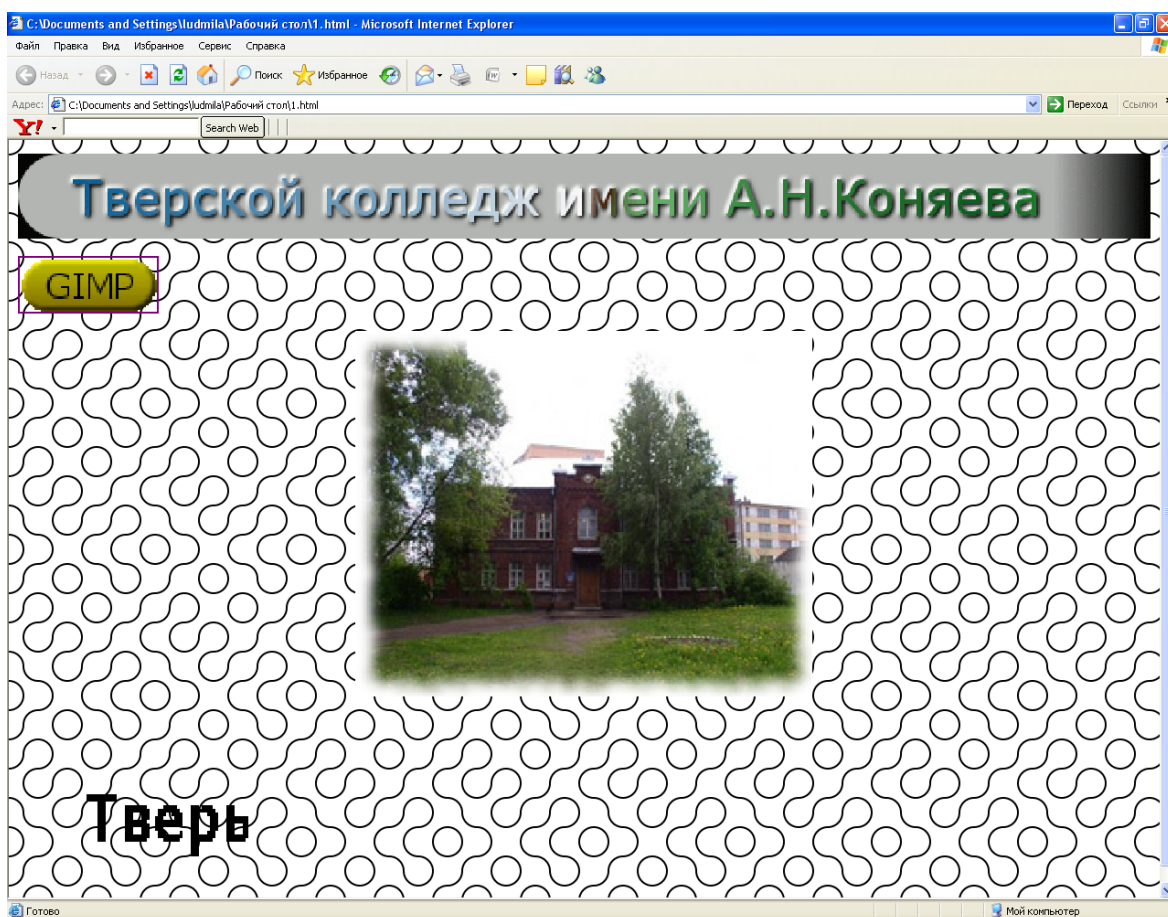 C:\Documents and Settings\ludmila\Рабочий стол\1.html - Microsoft Internet Explorer
Файл Правка Вид Избранное Сервис Справка
Назад Поиск Избранное
Адрес: C:\Documents and Settings\ludmila\Рабочий стол\1.html Переход Ссылки »
Y! Search Web
Тверской колледж имени А.Н.Коняева
GIMP
Тверь
Готово Мой компьютер